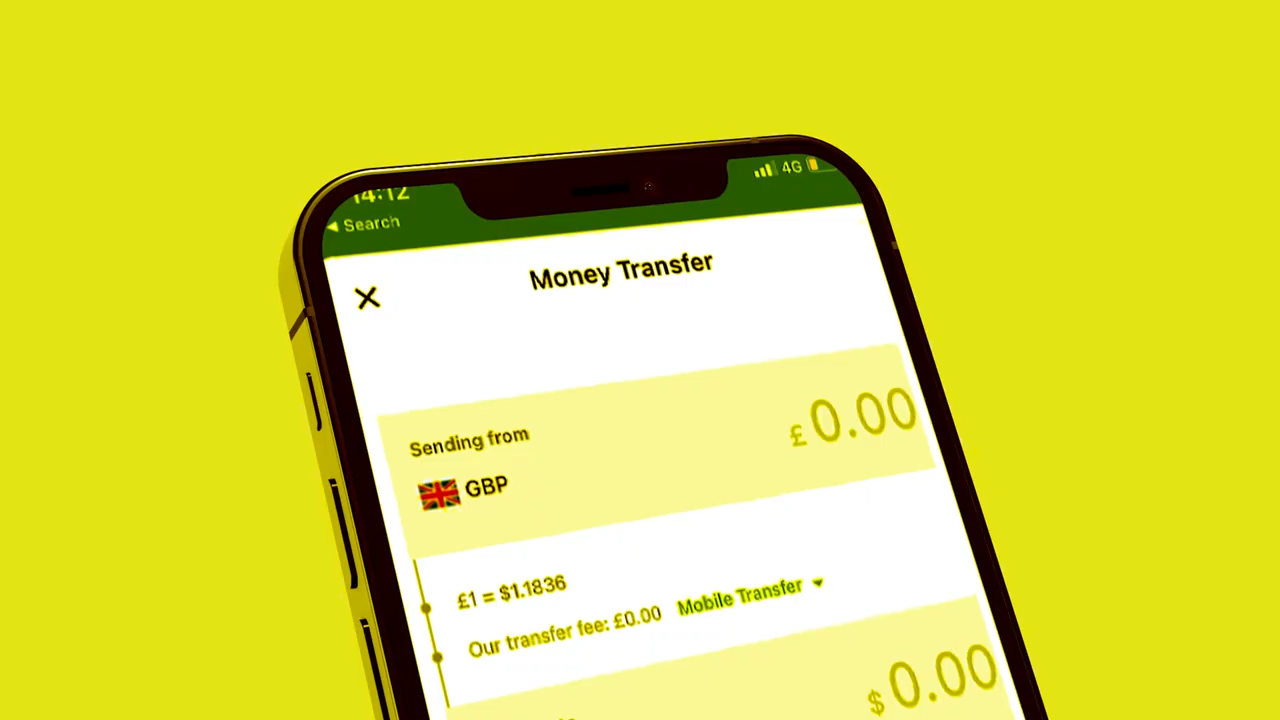 14:12
4G
◀ Search
Money Transfer
Sending from
£0.00
GBP
£1 = $1.1836
Our transfer fee: £0.00 Mobile Transfer
$0.00